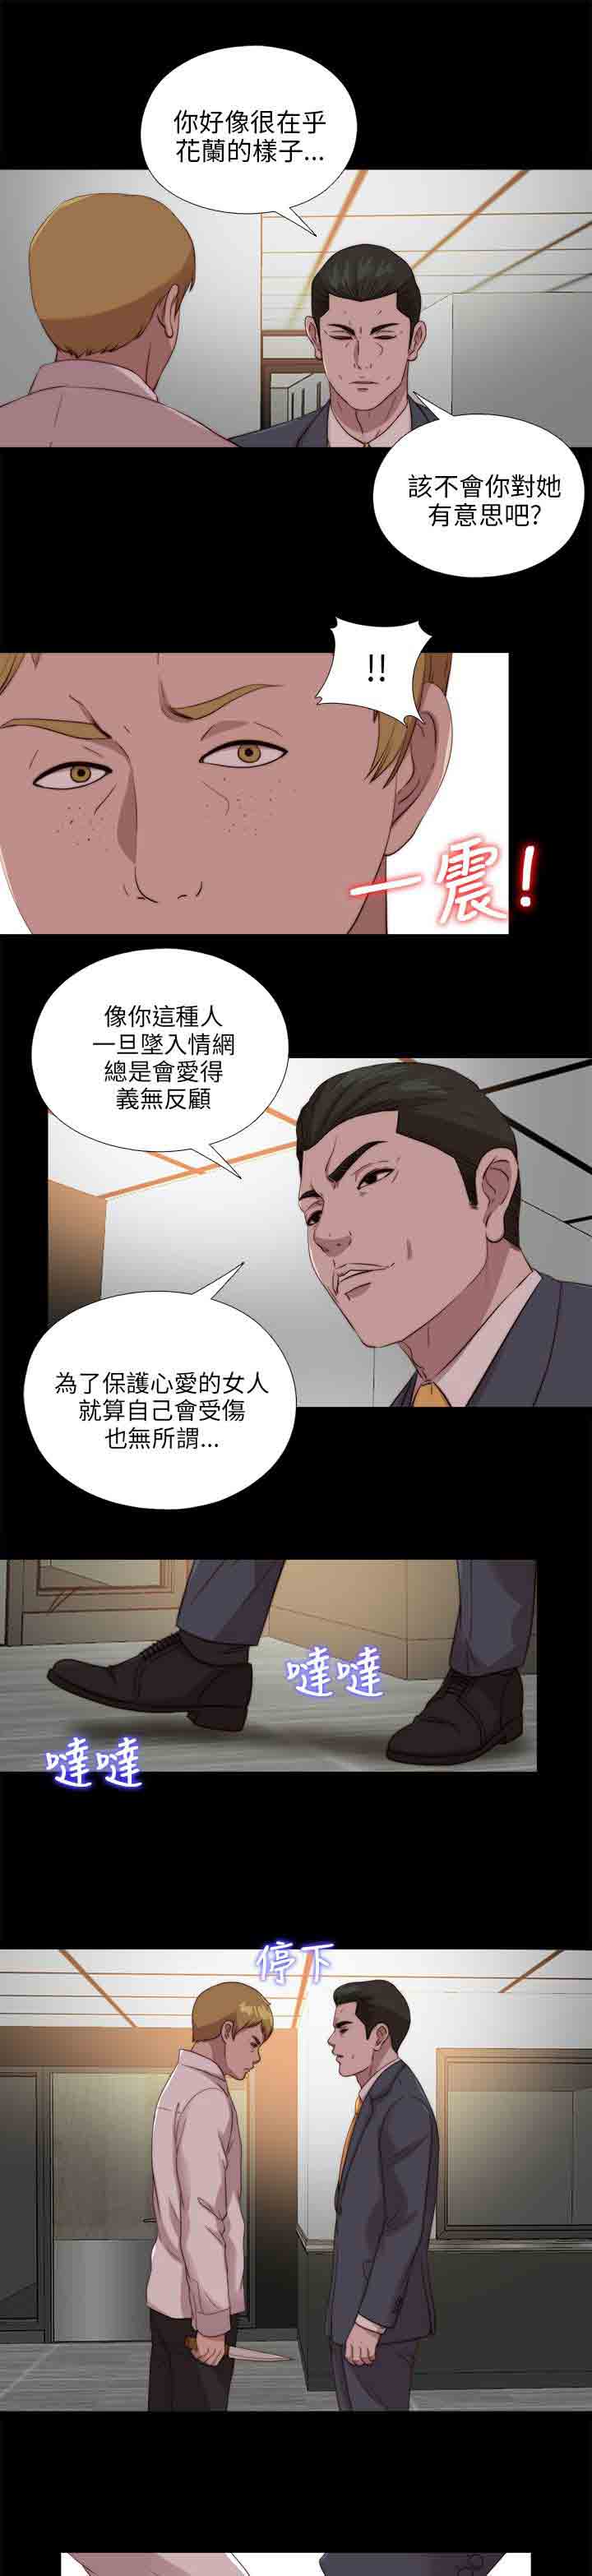 你好像很在乎
花蘭的樣子...
該不會你對她
有意思吧?
!!
一震!
像你這種人
一旦墜入情網
總是會愛得
義無反顧
為了保護心愛的女人
就算自己會受傷
也無所謂...
噠噠
噠噠
停下